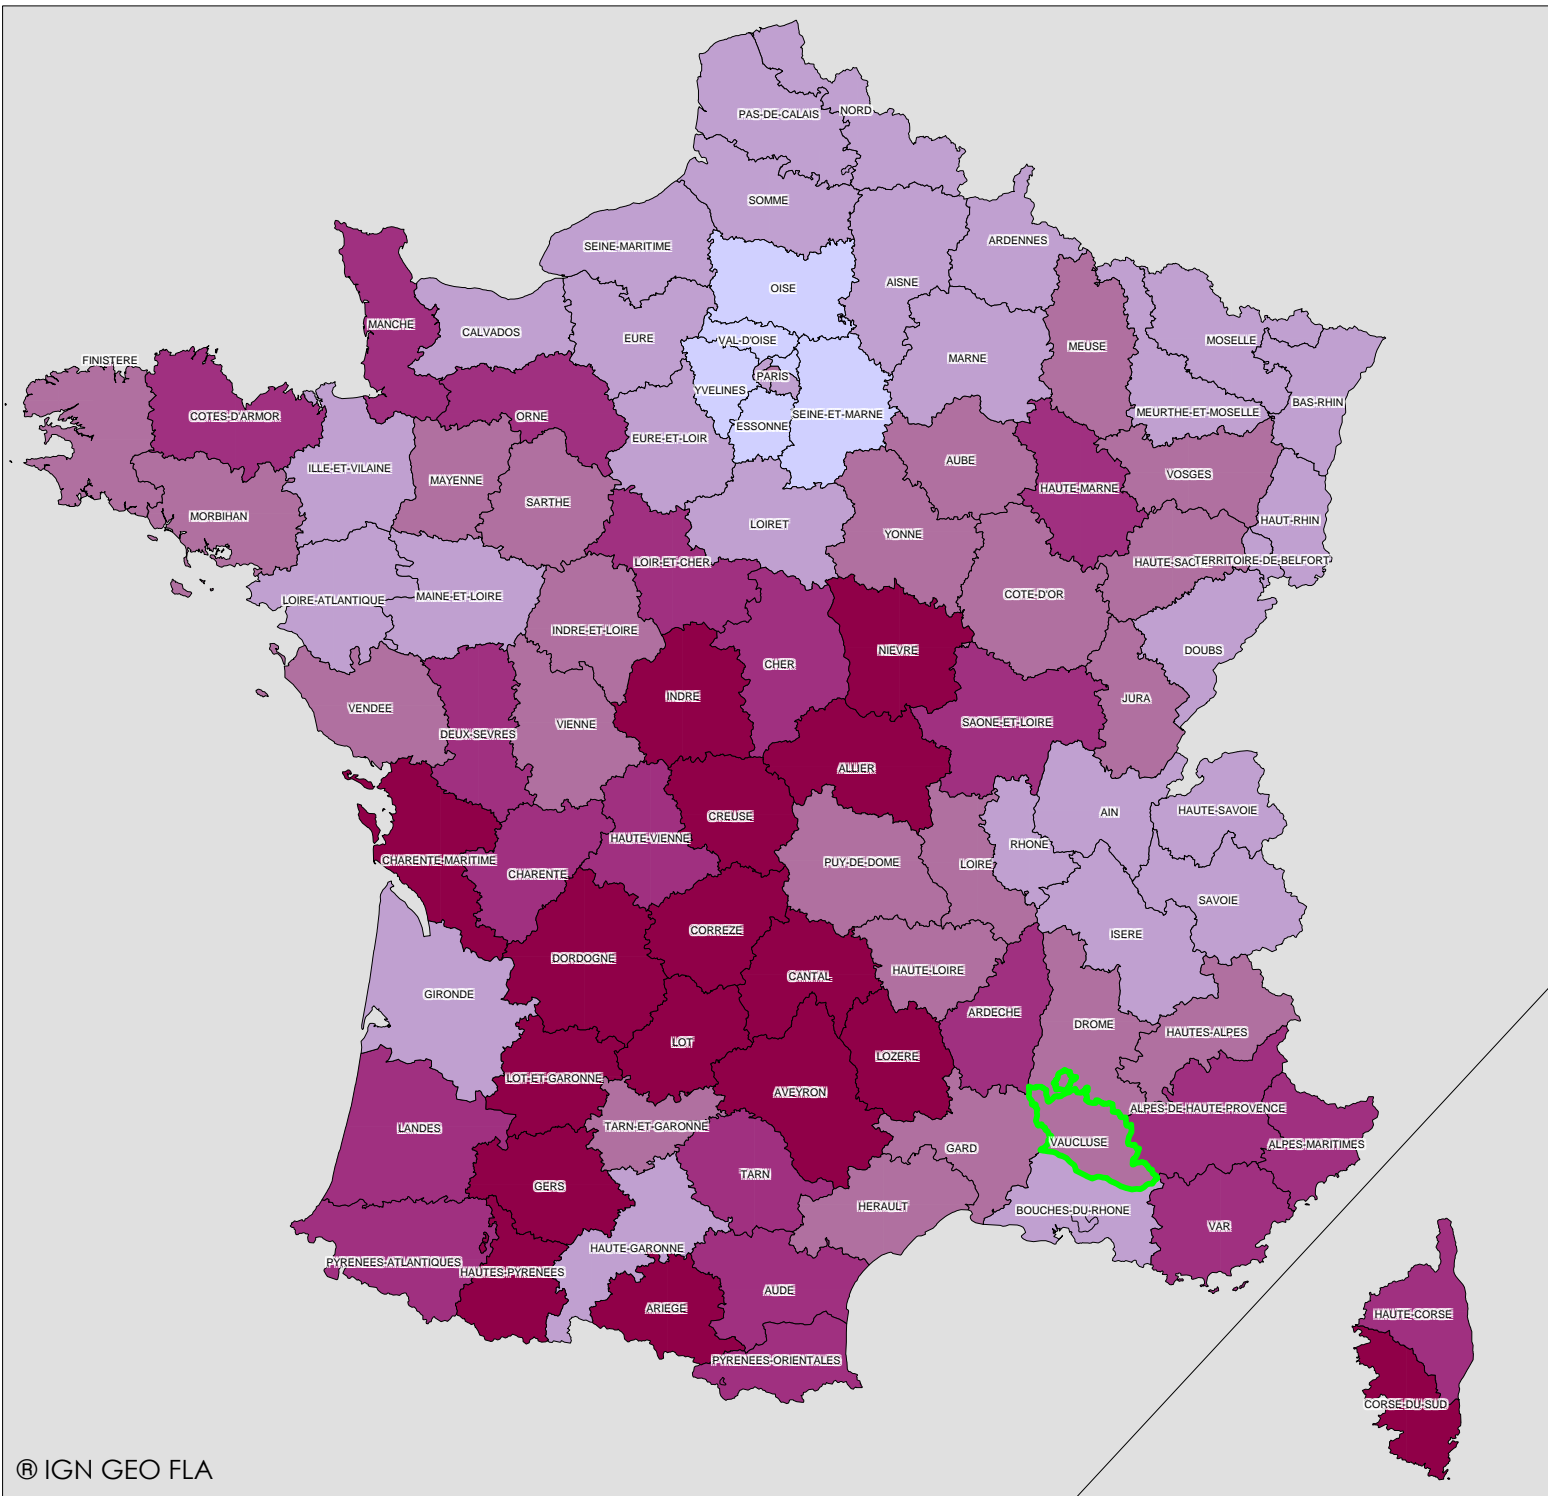 PAS-DE-CALAIS
NORD
SOMME
SEINE-MARITIME
ARDENNES
OISE
AISNE
MANCHE
CALVADOS
EURE
VAL-D'OISE
MOSELLE
MEUSE
MARNE
FINISTERE
PARIS
YVELINES
BAS-RHIN
COTES-D'ARMOR
ORNE
SEINE-ET-MARNE
MEURTHE-ET-MOSELLE
ESSONNE
EURE-ET-LOIR
ILLE-ET-VILAINE
AUBE
VOSGES
MAYENNE
HAUTE-MARNE
SARTHE
MORBIHAN
LOIRET
HAUT-RHIN
YONNE
LOIR-ET-CHER
HAUTE-SAO
TERRITOIRE-DE-BELFORT
LOIRE-ATLANTIQUE
MAINE-ET-LOIRE
COTE-D'OR
INDRE-ET-LOIRE
NIEVRE
DOUBS
CHER
INDRE
JURA
VENDEE
SAONE-ET-LOIRE
VIENNE
DEUX-SEVRES
ALLIER
AIN
HAUTE-SAVOIE
CREUSE
HAUTE-VIENNE
RHONE
CHARENTE-MARITIME
PUY-DE-DOME
LOIRE
CHARENTE
SAVOIE
CORREZE
ISERE
DORDOGNE
HAUTE-LOIRE
CANTAL
GIRONDE
ARDECHE
DROME
HAUTES-ALPES
LOT
LOZERE
LOT-ET-GARONNE
AVEYRON
ALPES-DE-HAUTE-PROVENCE
LANDES
TARN-ET-GARONNE
VAUCLUSE
ALPES-MARITIMES
GARD
TARN
GERS
HERAULT
BOUCHES-DU-RHONE
VAR
HAUTE-GARONNE
PYRENEES-ATLANTIQUES
HAUTES-PYRENEES
AUDE
ARIEGE
HAUTE-CORSE
PYRENEES-ORIENTALES
CORSE-DU-SUD
® IGN GEO FLA